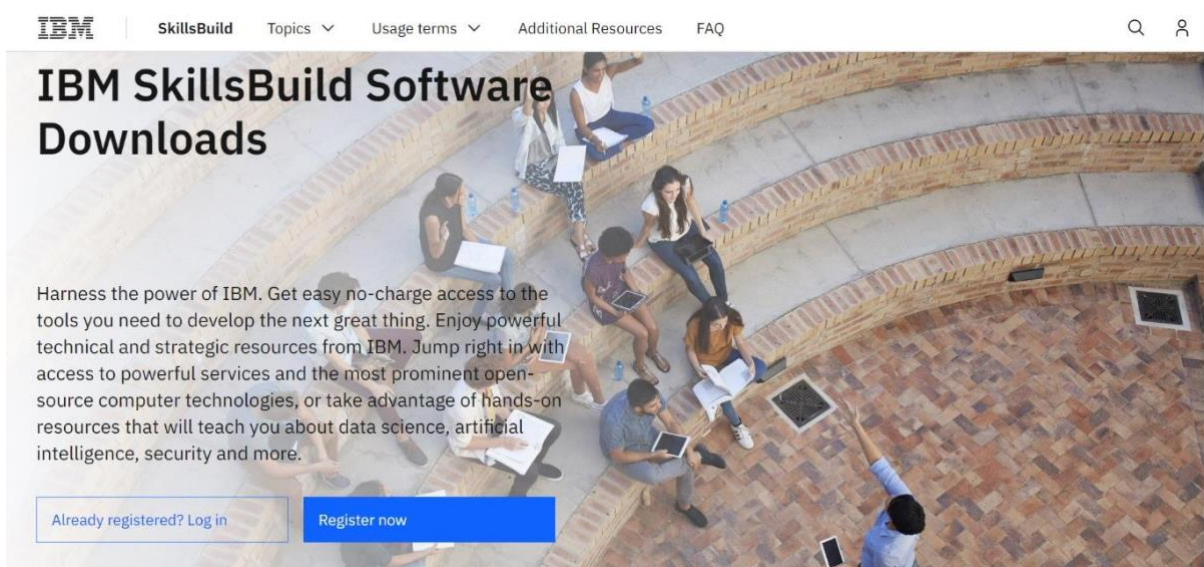 IBM SkillsBuild Topics Usage terms Additional Resources FAQ
IBM SkillsBuild Software
Downloads
Harness the power of IBM. Get easy no-charge access to the
tools you need to develop the next great thing. Enjoy powerful
technical and strategic resources from IBM. Jump right in with
access to powerful services and the most prominent open-
source computer technologies, or take advantage of hands-on
resources that will teach you about data science, artificial
intelligence, security and more.
Already registered? Log in Register now